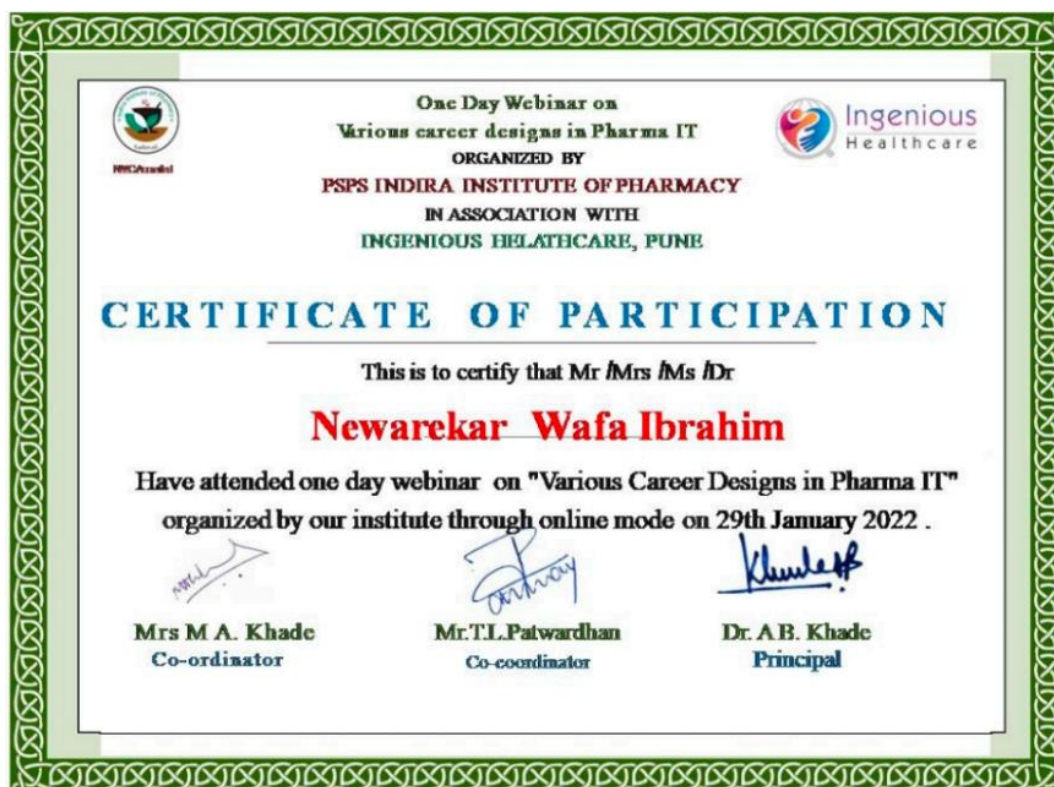 One Day Webinar on
Various career designs in Pharma IT
ORGANIZED BY
PSPS INDIRA INSTITUTE OF PHARMACY
IN ASSOCIATION WITH
INGENIOUS HELATHCARE, PUNE
Ingenious
Healthcare
CERTIFICATE OF PARTICIPATION
This is to certify that Mr /Mrs /Ms /Dr
Newarekar Wafa Ibrahim
Have attended one day webinar on "Various Career Designs in Pharma IT"
organized by our institute through online mode on 29th January 2022 .
Mrs M A. Khade
Co-ordinator
Mr.T.L.Patwardhan
Co-coordinator
Dr. A.B. Khade
Principal